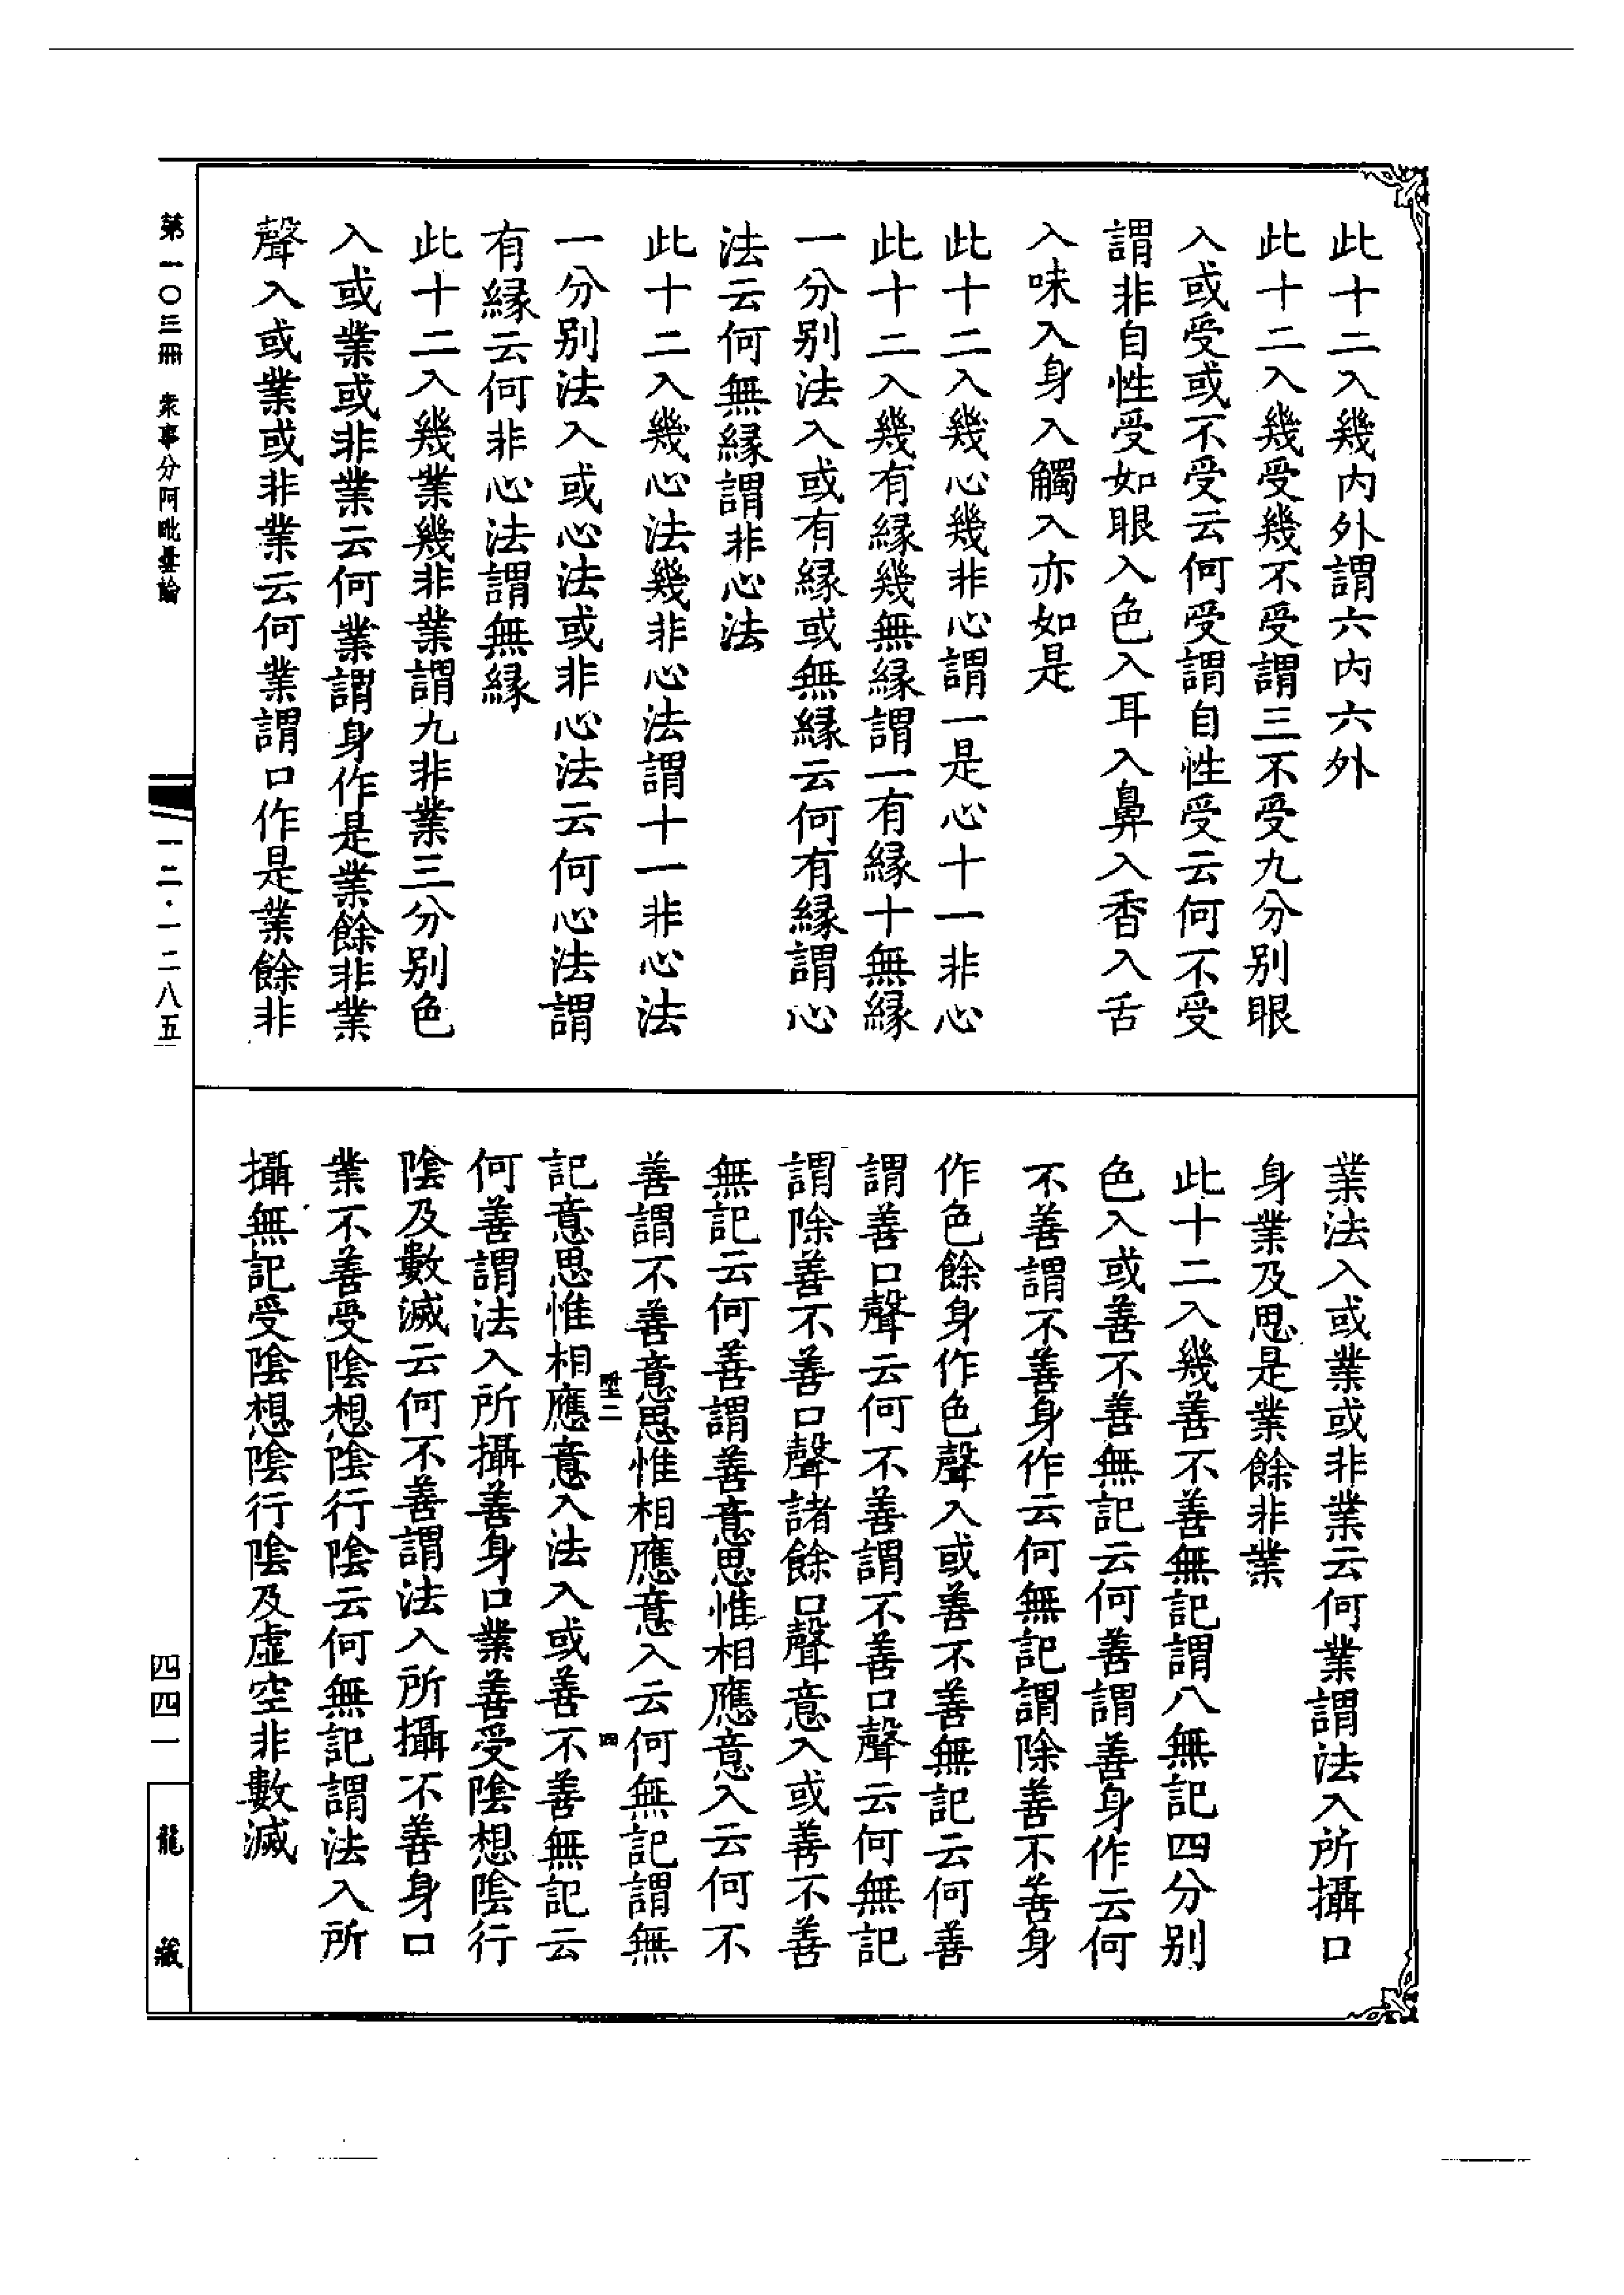 此十二入幾内外謂六内六外
此十二入幾受幾不受謂三不受九分别眼
入或受或不受云何受謂自性受云何不受
謂非自性受如眼入色入耳入鼻入香入舌
入味入身入觸入亦如是
此十二入幾心幾非心謂一是心十一非心
此十二入幾有緣幾無緣謂一有緣十無緣
一分别法入或有緣或無緣云何有緣謂心
法云何無緣謂非心法
此十二入幾心法幾非心法謂十一非心法
一分别法入或心法或非心法云何心法謂
有緣云何非心法謂無緣
此十二入幾業幾非業謂九非業三分别色
入或業或非業云何業謂身作是業餘非業
聲入或業或非業云何業謂口作是業餘非
業法入或業或非業云何業謂法入所攝口
身業及思是業餘非業
此十二入幾善不善無記謂八無記四分别
色入或善不善無記云何善謂善身作云何
不善謂不善身作云何無記謂除善不善身
作色餘身作色聲入或善不善無記云何善
謂善口聲云何不善謂不善口聲云何無記
謂除善不善口聲諸餘口聲意入或善不善
無記云何善謂善意思惟相應意入云何不
善謂不善意思惟相應意入云何無記謂無
記意思惟相應意入法入或善不善無記云
何善謂法入所攝善身口業善受陰想陰行
陰及數滅云何不善謂法入所攝不善身口
業不善受陰想陰行陰云何無記謂法入所
攝無記受陰想陰行陰及虛空非數滅
第一〇三冊 衆事分阿毗曇論
一二·一二八五
四四一
龍藏